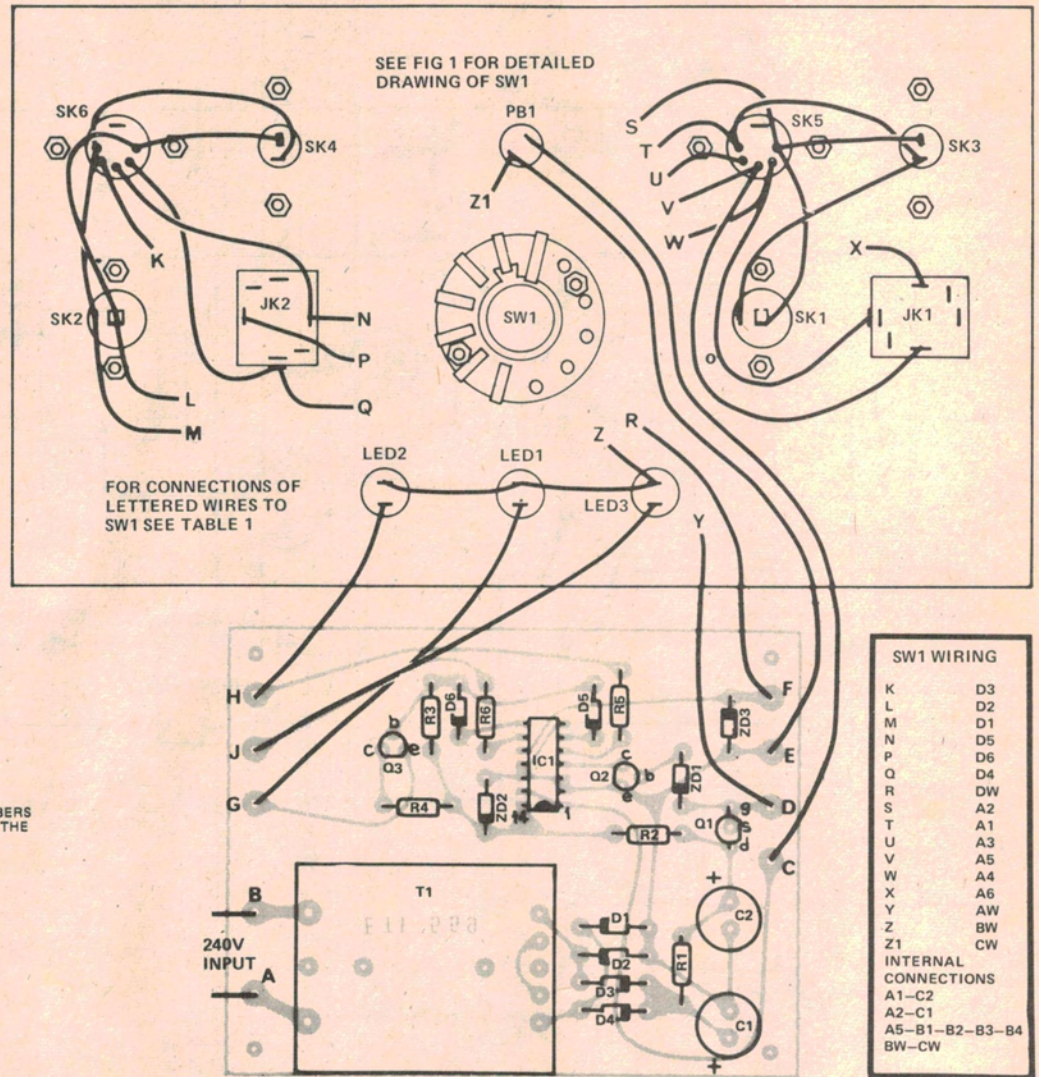 SEE FIG 1 FOR DETAILED
DRAWING OF SW1
SK6
SK4
PB1
Z1
S
T
U
V
W
SK5
SK3
K
SK2
JK2
N
P
Q
L
M
SW1
X
SK1
JK1
O
LED2
LED1
Z
LED3
R
Y
FOR CONNECTIONS OF
LETTERED WIRES TO
SW1 SEE TABLE 1
H
J
G
F
E
D
C
R3
D6
R6
D5
R5
ZD3
b
c
e
Q3
IC1
c
Q2
b
e
ZD1
R4
ZD2
14
1
R2
Q1
g
s
d
BERS
THE
B
240V
INPUT
A
T1
D1
D2
D3
D4
R1
+
C2
C1
+
SW1 WIRING
K D3
L D2
M D1
N D5
P D6
Q D4
R DW
S A2
T A1
U A3
V A5
W A4
X A6
Y AW
Z BW
Z1 CW
INTERNAL
CONNECTIONS
A1–C2
A2–C1
A5–B1–B2–B3–B4
BW–CW